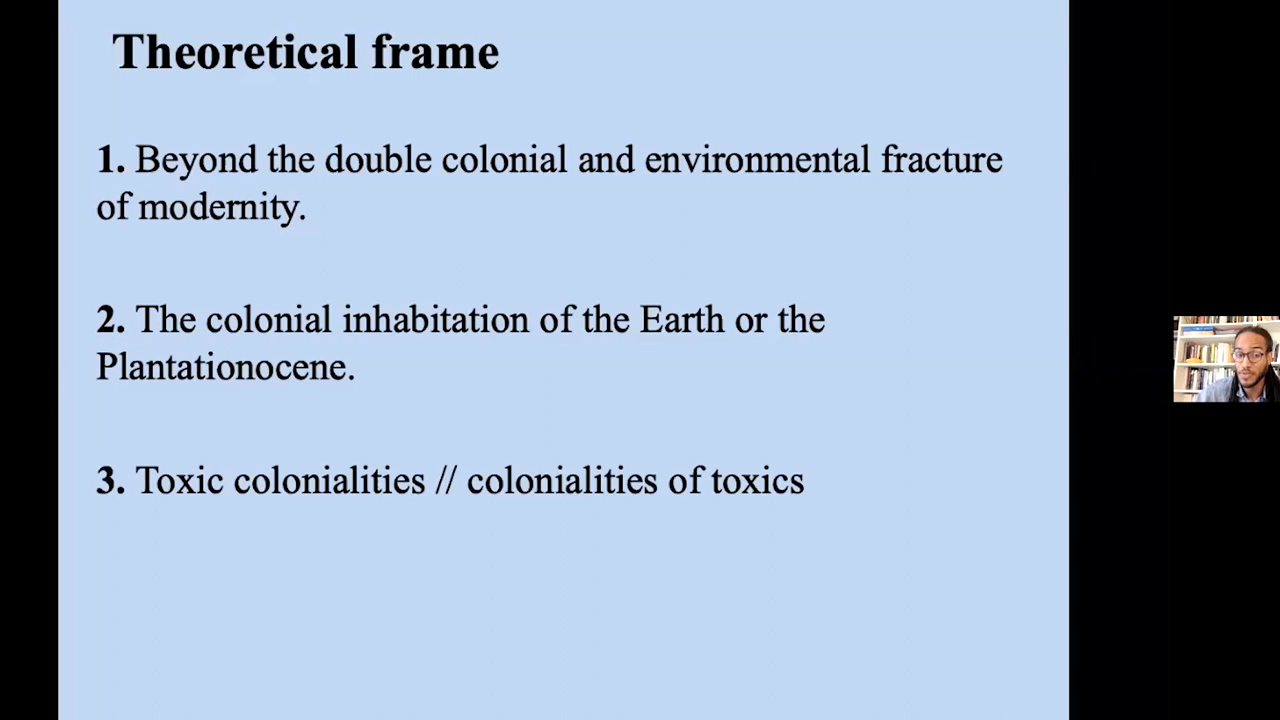 Theoretical frame
1. Beyond the double colonial and environmental fracture
of modernity.
2. The colonial inhabitation of the Earth or the
Plantationocene.
3. Toxic colonialities // colonialities of toxics